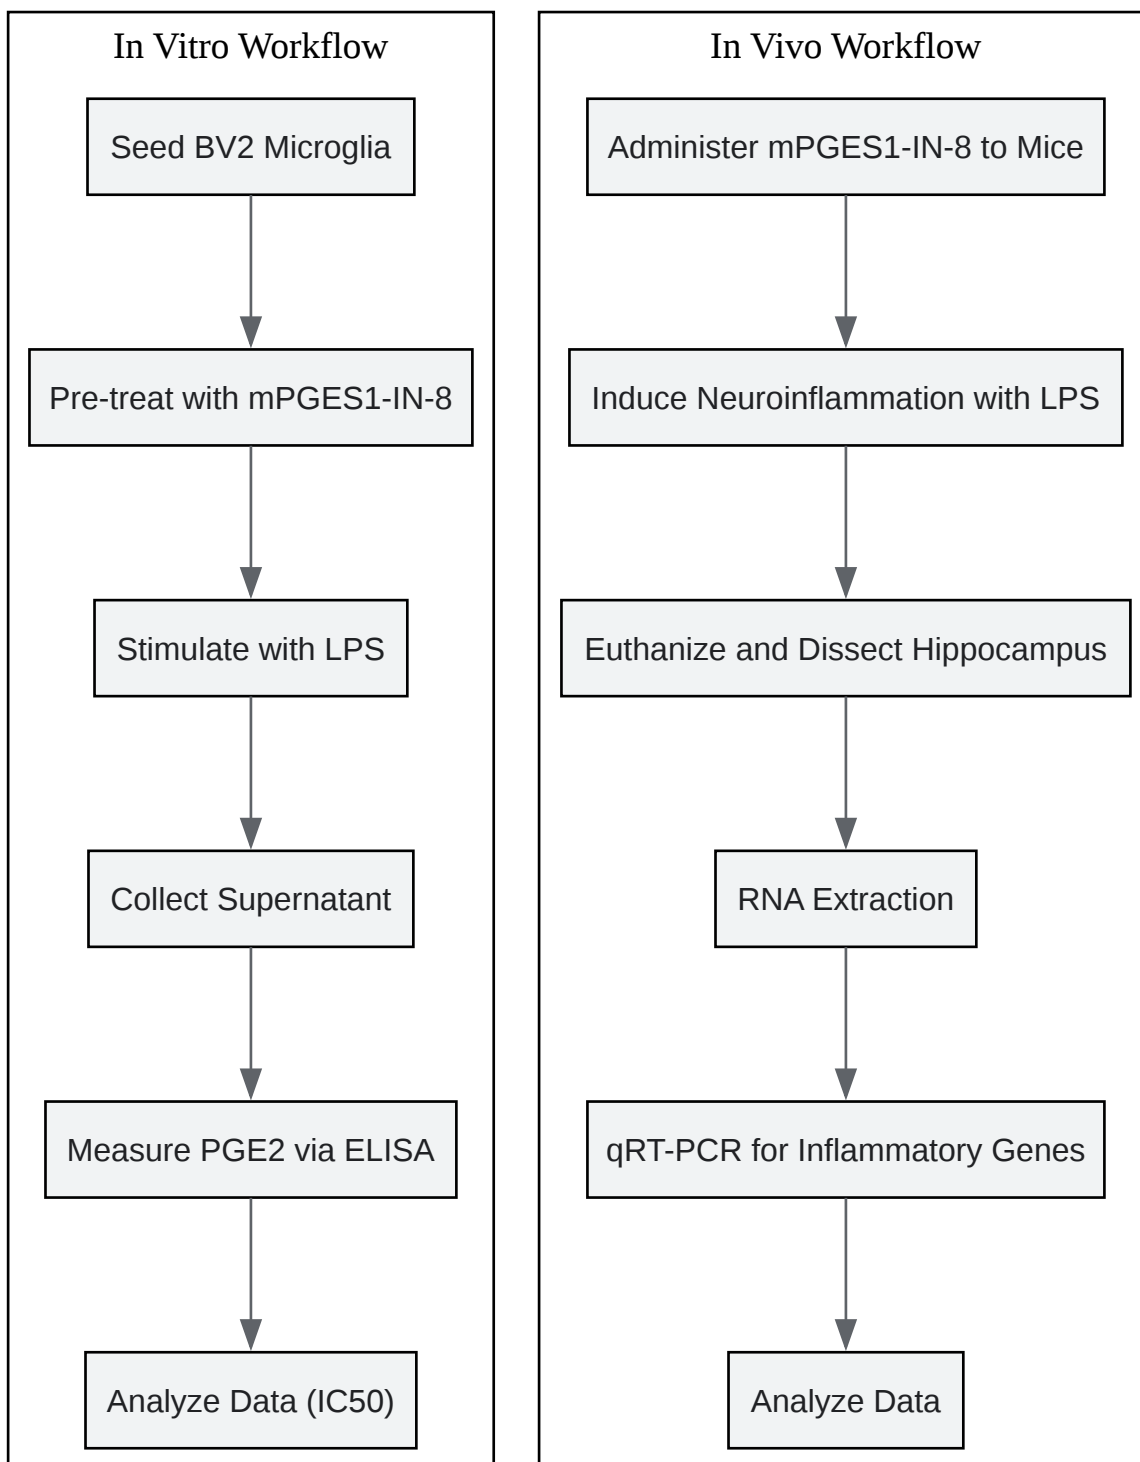 In Vitro Workflow
Seed BV2 Microglia
Pre-treat with mPGES1-IN-8
Stimulate with LPS
Collect Supernatant
Measure PGE2 via ELISA
Analyze Data (IC50)
In Vivo Workflow
Administer mPGES1-IN-8 to Mice
Induce Neuroinflammation with LPS
Euthanize and Dissect Hippocampus
RNA Extraction
qRT-PCR for Inflammatory Genes
Analyze Data